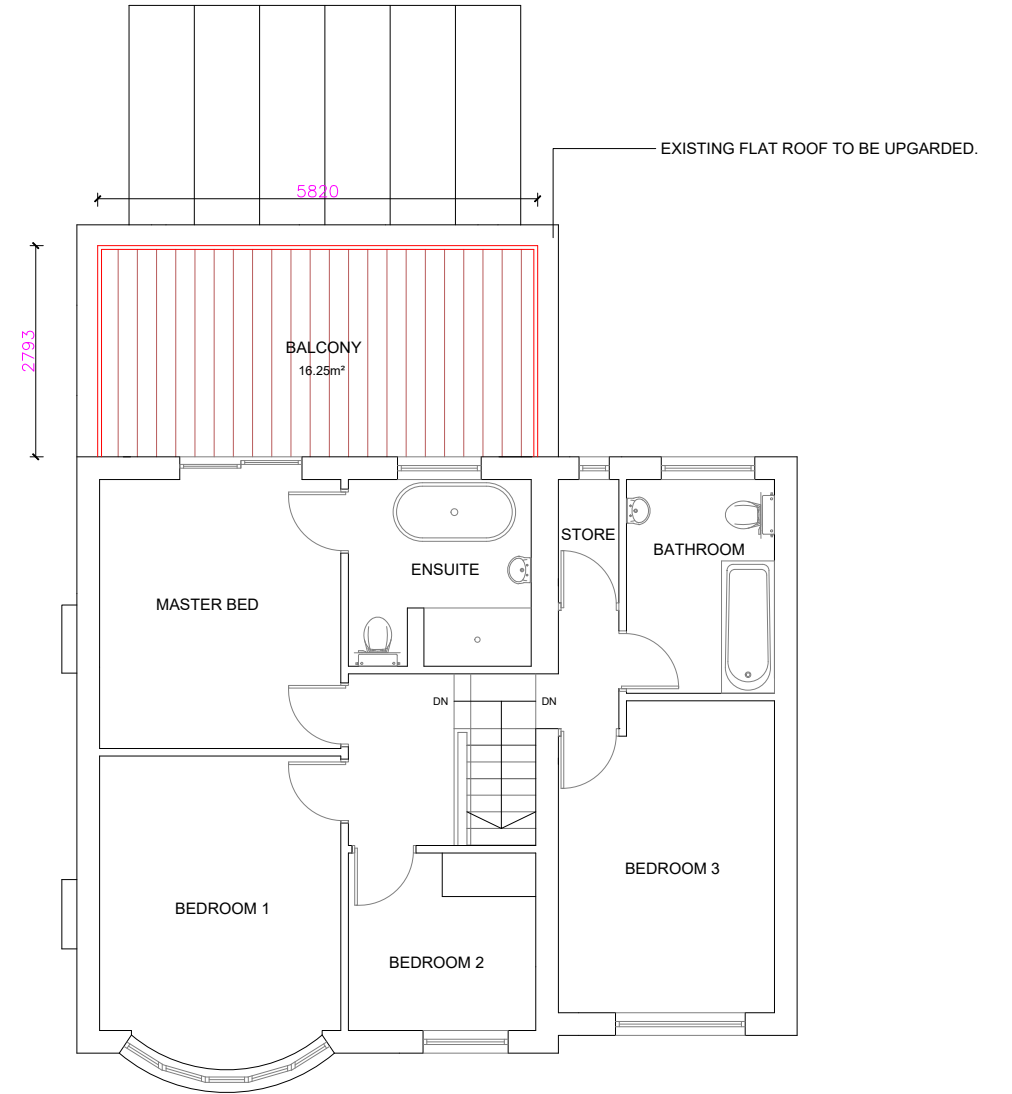 EXISTING FLAT ROOF TO BE UPGARDED.
5820
2793
BALCONY
16.25m²
STORE
BATHROOM
ENSUITE
MASTER BED
DN
DN
BEDROOM 3
BEDROOM 1
BEDROOM 2